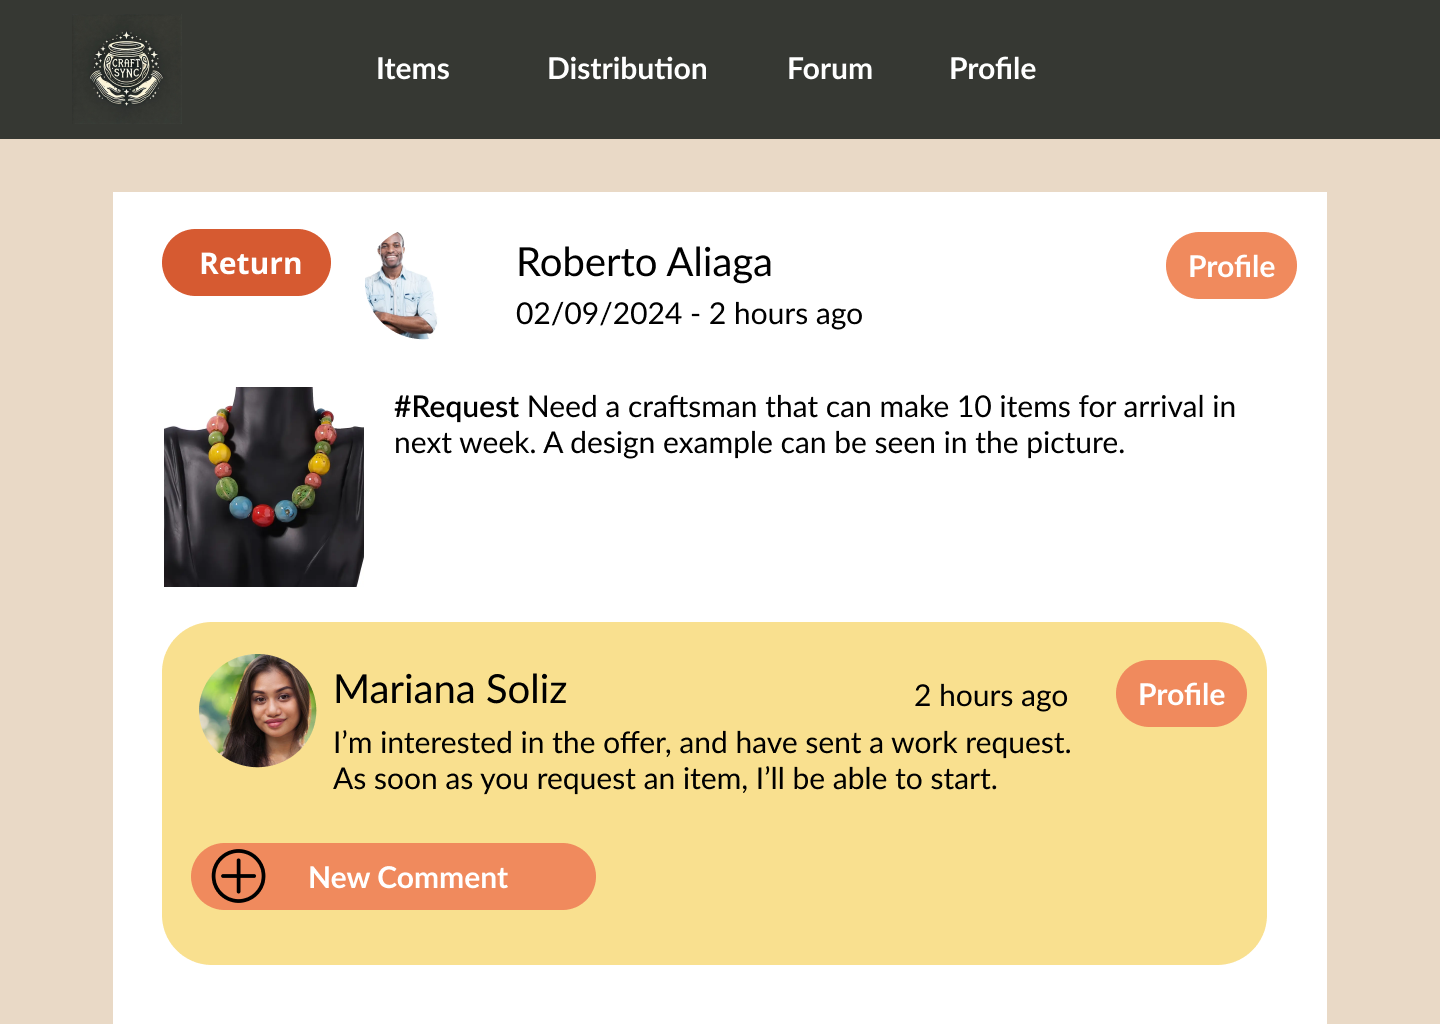 CRAFT
SYNC
Items Distribution Forum Profile
Return
Roberto Aliaga
Profile
02/09/2024 - 2 hours ago
#Request Need a craftsman that can make 10 items for arrival in
next week. A design example can be seen in the picture.
Mariana Soliz
2 hours ago
Profile
I’m interested in the offer, and have sent a work request.
As soon as you request an item, I’ll be able to start.
New Comment